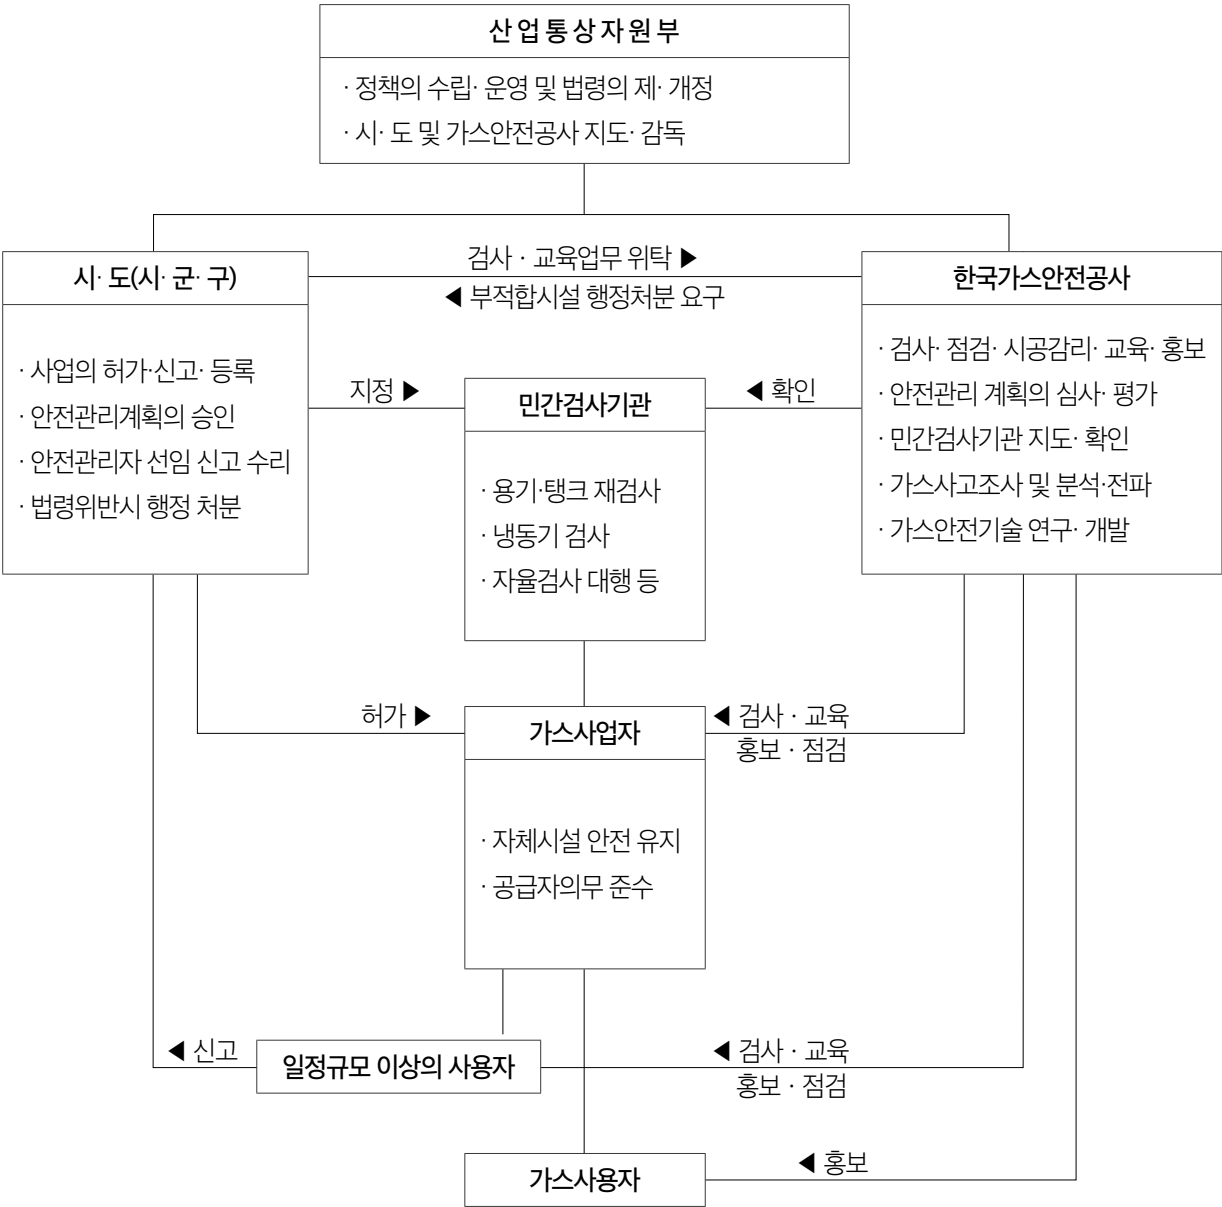 산업통상자원부
· 정책의 수립· 운영 및 법령의 제· 개정
· 시· 도 및 가스안전공사 지도· 감독
검사 · 교육업무 위탁 ▶
◀ 부적합시설 행정처분 요구
시· 도(시· 군· 구)
· 사업의 허가·신고· 등록
· 안전관리계획의 승인
· 안전관리자 선임 신고 수리
· 법령위반시 행정 처분
한국가스안전공사
· 검사· 점검· 시공감리· 교육· 홍보
· 안전관리 계획의 심사· 평가
· 민간검사기관 지도· 확인
· 가스사고조사 및 분석·전파
· 가스안전기술 연구· 개발
지정 ▶
◀ 확인
민간검사기관
· 용기·탱크 재검사
· 냉동기 검사
· 자율검사 대행 등
허가 ▶
◀ 검사 · 교육
홍보 · 점검
가스사업자
· 자체시설 안전 유지
· 공급자의무 준수
◀ 신고
일정규모 이상의 사용자
◀ 검사 · 교육
홍보 · 점검
◀ 홍보
가스사용자